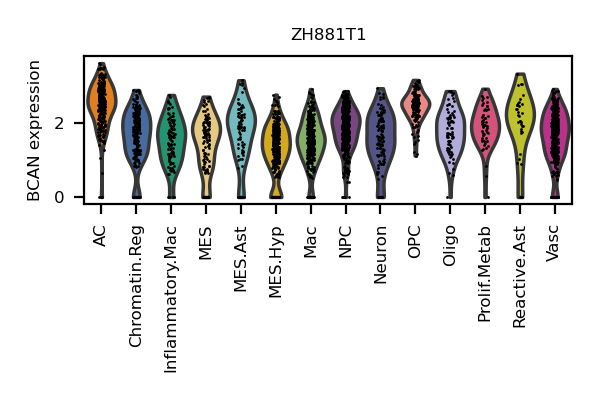 ZH881T1
BCAN expression
2
0
AC
Chromatin.Reg
Inflammatory.Mac
MES
MES.Ast
MES.Hyp
Mac
NPC
Neuron
OPC
Oligo
Prolif.Metab
Reactive.Ast
Vasc